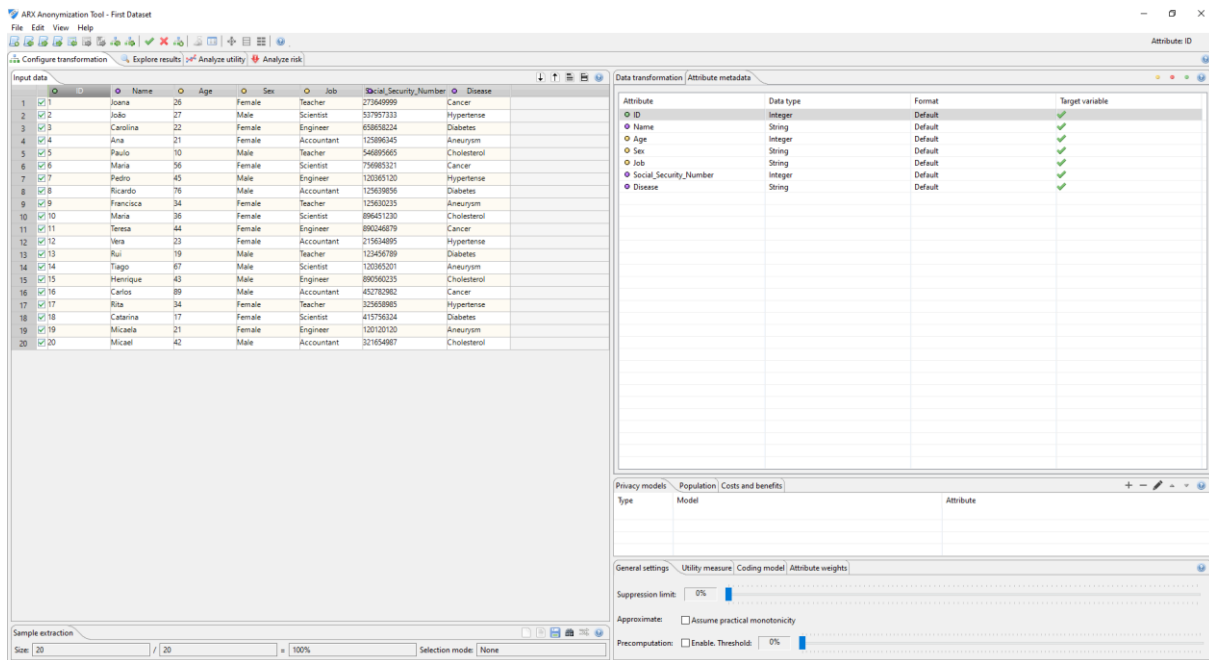 ARX Anonymization Tool - First Dataset
File Edit View Help
Attribute: ID
Configure transformation Explore results Analyze utility Analyze risk
Input data
ID Name Age Sex Job Social_Security_Number Disease
1 1 Joana 26 Female Teacher 273649999 Cancer
2 2 João 27 Male Scientist 537957333 Hypertense
3 3 Carolina 22 Female Engineer 658658224 Diabetes
4 4 Ana 21 Female Accountant 125896345 Aneurysm
5 5 Paulo 10 Male Teacher 546895665 Cholesterol
6 6 Maria 56 Female Scientist 756985321 Cancer
7 7 Pedro 45 Male Engineer 120365120 Hypertense
8 8 Ricardo 76 Male Accountant 125639856 Diabetes
9 9 Francisca 34 Female Teacher 125630235 Aneurysm
10 10 Maria 36 Female Scientist 896451230 Cholesterol
11 11 Teresa 44 Female Engineer 890246879 Cancer
12 12 Vera 23 Female Accountant 215634895 Hypertense
13 13 Rui 19 Male Teacher 123456789 Diabetes
14 14 Tiago 67 Male Scientist 120365201 Aneurysm
15 15 Henrique 43 Male Engineer 890560235 Cholesterol
16 16 Carlos 89 Male Accountant 452782982 Cancer
17 17 Rita 34 Female Teacher 325658985 Hypertense
18 18 Catarina 17 Female Scientist 415756324 Diabetes
19 19 Micaela 21 Female Engineer 120120120 Aneurysm
20 20 Micael 42 Male Accountant 321654987 Cholesterol
Sample extraction
Size: 20 / 20 = 100% Selection mode: None
Data transformation Attribute metadata
Attribute Data type Format Target variable
ID Integer Default
Name String Default
Age Integer Default
Sex String Default
Job String Default
Social_Security_Number Integer Default
Disease String Default
Privacy models Population Costs and benefits
Type Model Attribute
General settings Utility measure Coding model Attribute weights
Suppression limit: 0%
Approximate: Assume practical monotonicity
Precomputation: Enable. Threshold: 0%